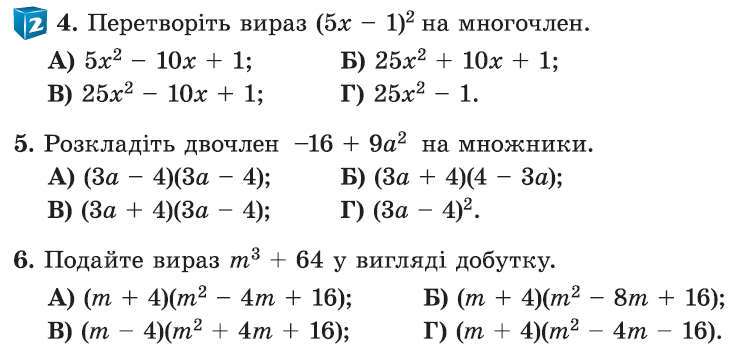 2 4. Перетворіть вираз (5x − 1)² на многочлен.
А) 5x² − 10x + 1; Б) 25x² + 10x + 1;
В) 25x² − 10x + 1; Г) 25x² − 1.
5. Розкладіть двочлен −16 + 9a² на множники.
А) (3a − 4)(3a − 4); Б) (3a + 4)(4 − 3a);
В) (3a + 4)(3a − 4); Г) (3a − 4)².
6. Подайте вираз m³ + 64 у вигляді добутку.
А) (m + 4)(m² − 4m + 16); Б) (m + 4)(m² − 8m + 16);
В) (m − 4)(m² + 4m + 16); Г) (m + 4)(m² − 4m − 16).